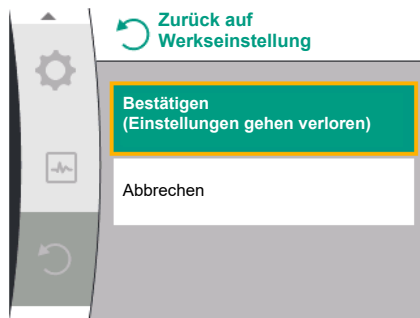 Zurück auf
Werkseinstellung
Bestätigen
(Einstellungen gehen verloren)
Abbrechen